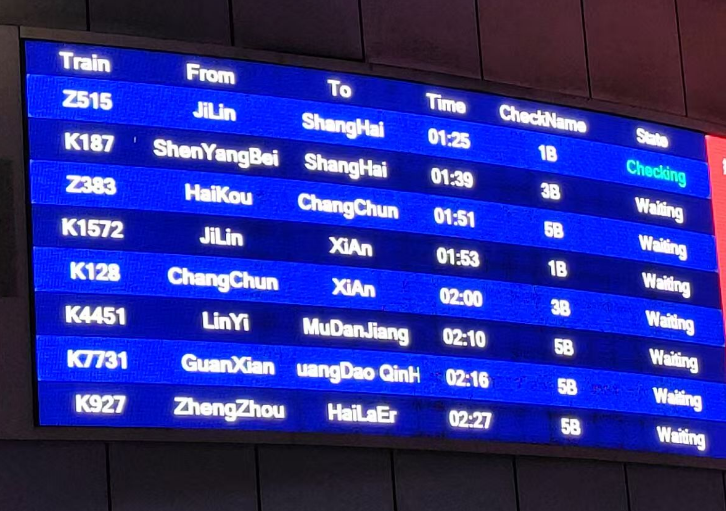 Train From To Time CheckName State
Z515 JiLin ShangHai 01:25 1B Checking
K187 ShenYangBei ShangHai 01:39 3B Waiting
Z383 HaiKou ChangChun 01:51 5B Waiting
K1572 JiLin XiAn 01:53 1B Waiting
K128 ChangChun XiAn 02:00 3B Waiting
K4451 LinYi MuDanJiang 02:10 5B Waiting
K7731 GuanXian uangDao QinH 02:16 5B Waiting
K927 ZhengZhou HaiLaEr 02:27 5B Waiting